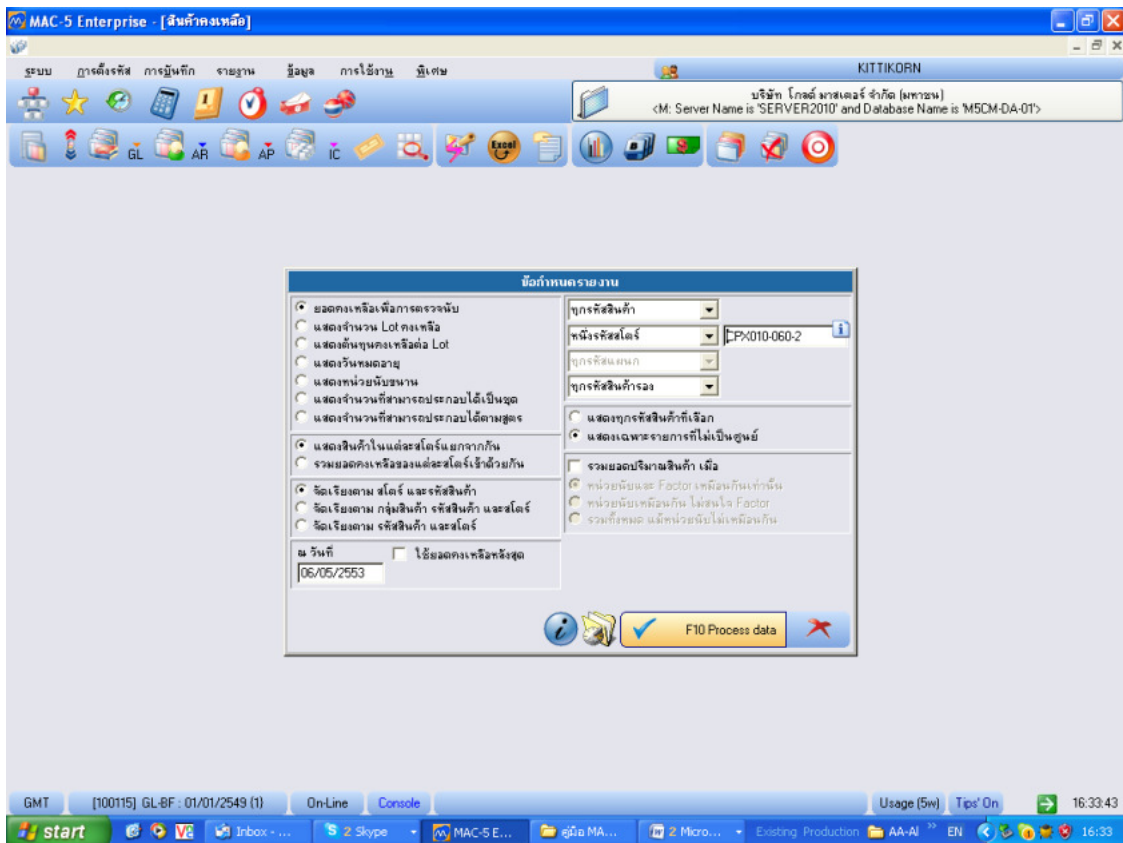 MAC-5 Enterprise - [สินค้าคงเหลือ]
ระบบ การตั้งรหัส การบันทึก รายงาน ข้อมูล การใช้งาน พิเศษ KITTIKORN
บริษัท โกลด์ มาสเตอร์ จำกัด (มหาชน)
<M: Server Name is 'SERVER2010' and Database Name is 'M5CM-DA-01'>
GL AR AP IC Excel
ข้อกำหนดรายงาน
ยอดคงเหลือเพื่อการตรวจนับ
แสดงจำนวน Lot คงเหลือ
แสดงต้นทุนคงเหลือต่อ Lot
แสดงวันหมดอายุ
แสดงหน่วยนับขนาน
แสดงจำนวนที่สามารถประกอบได้เป็นชุด
แสดงจำนวนที่สามารถประกอบได้ตามสูตร
แสดงสินค้าในแต่ละสโตร์แยกจากกัน
รวมยอดคงเหลือของแต่ละสโตร์เข้าด้วยกัน
จัดเรียงตาม สโตร์ และรหัสสินค้า
จัดเรียงตาม กลุ่มสินค้า รหัสสินค้า และสโตร์
จัดเรียงตาม รหัสสินค้า และสโตร์
ณ วันที่ ใช้ยอดคงเหลือหลังสุด
06/05/2553
ทุกรหัสสินค้า
หนึ่งรหัสสโตร์ CPX010-060-2
ทุกรหัสแผนก
ทุกรหัสสินค้ารอง
แสดงทุกรหัสสินค้าที่เลือก
แสดงเฉพาะรายการที่ไม่เป็นศูนย์
รวมยอดปริมาณสินค้า เมื่อ
หน่วยนับและ Factor เหมือนกันเท่านั้น
หน่วยนับเหมือนกัน ไม่สนใจ Factor
รวมทั้งหมด แม้หน่วยนับไม่เหมือนกัน
F10 Process data
GMT [100115] GL-BF : 01/01/2549 (1) On-Line Console Usage (5w) Tips' On 16:33:43
start Inbox - ... 2 Skype MAC-5 E... คู่มือ MA... 2 Micro... Existing Production AA-Al EN 16:33